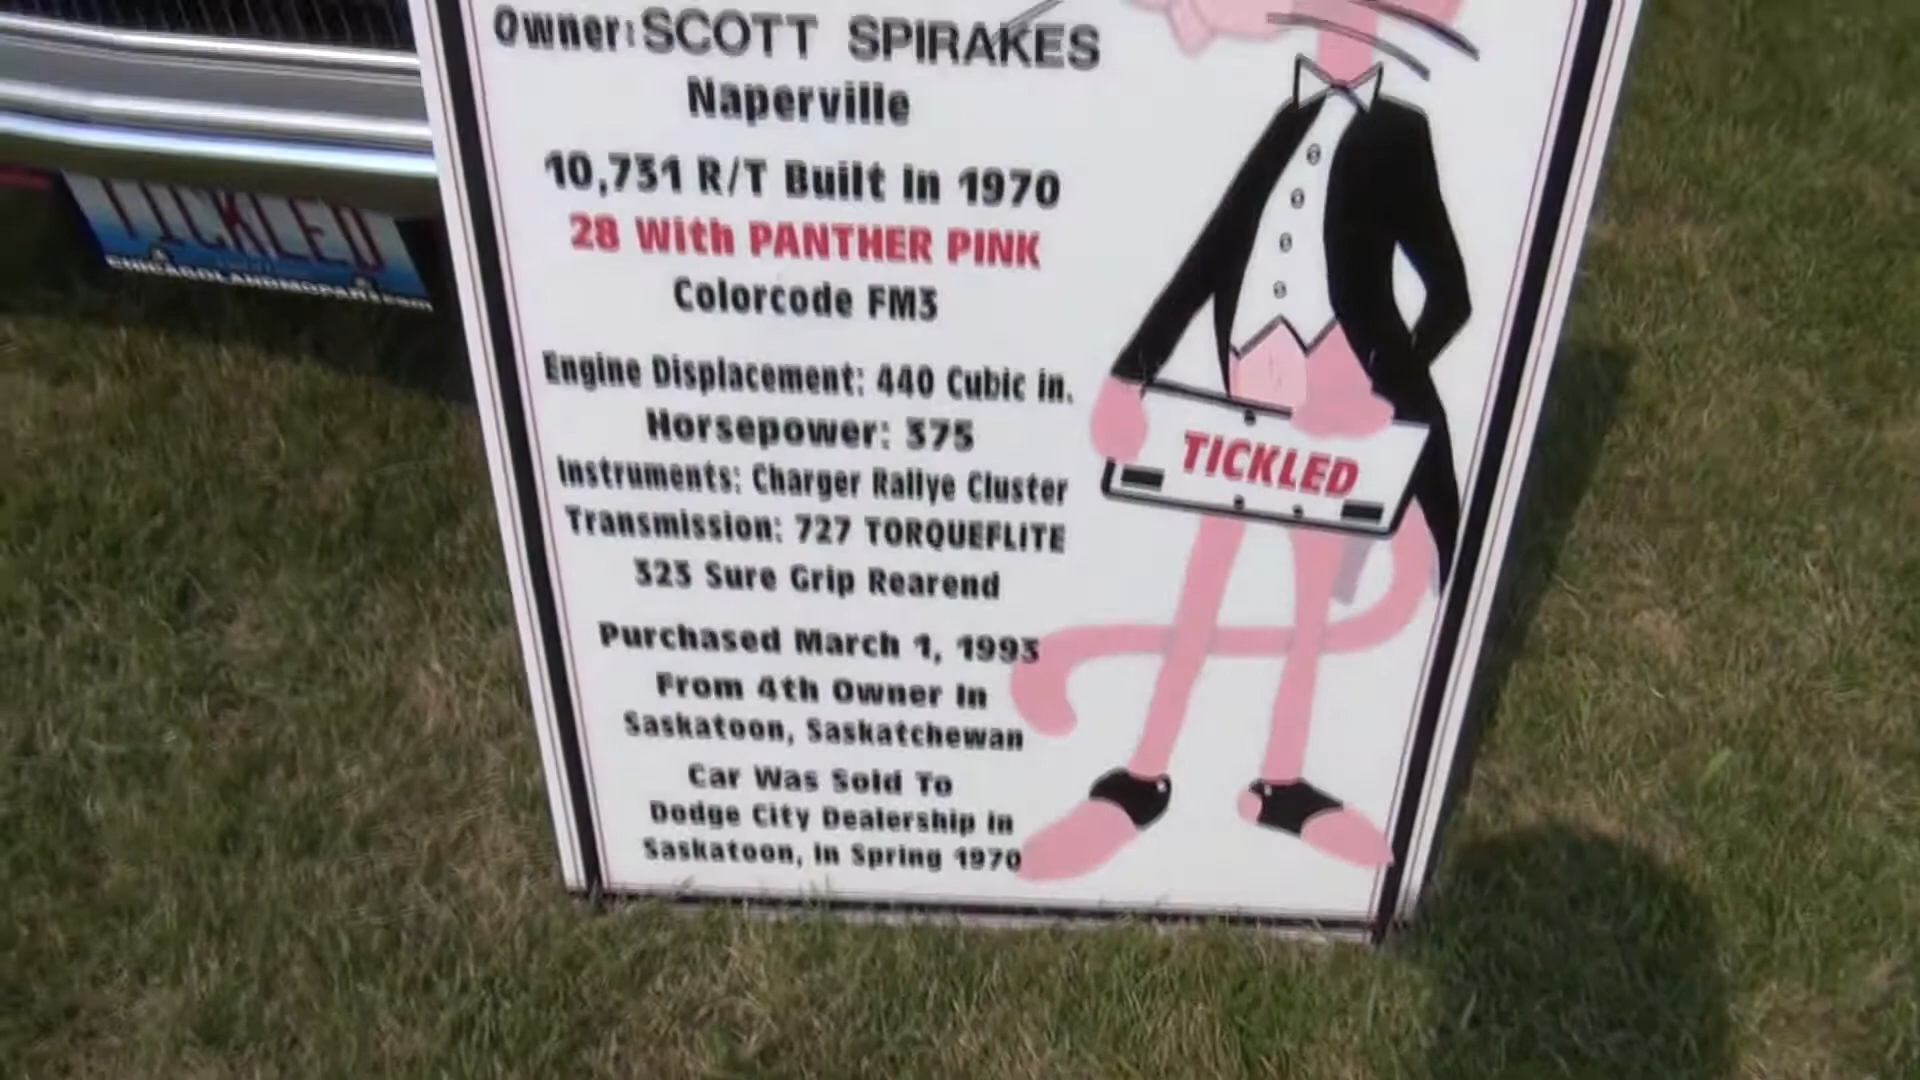 Owner: SCOTT SPIRAKES
Naperville
10,731 R/T Built In 1970
28 With PANTHER PINK
Colorcode FM3
Engine Displacement: 440 Cubic in.
Horsepower: 375
Instruments: Charger Rallye Cluster
Transmission: 727 TORQUEFLITE
323 Sure Grip Rearend
Purchased March 1, 1993
From 4th Owner In
Saskatoon, Saskatchewan
Car Was Sold To
Dodge City Dealership in
Saskatoon, in Spring 1970
TICKLED
TICKLED
CHICAGOLANDMOPAR.com